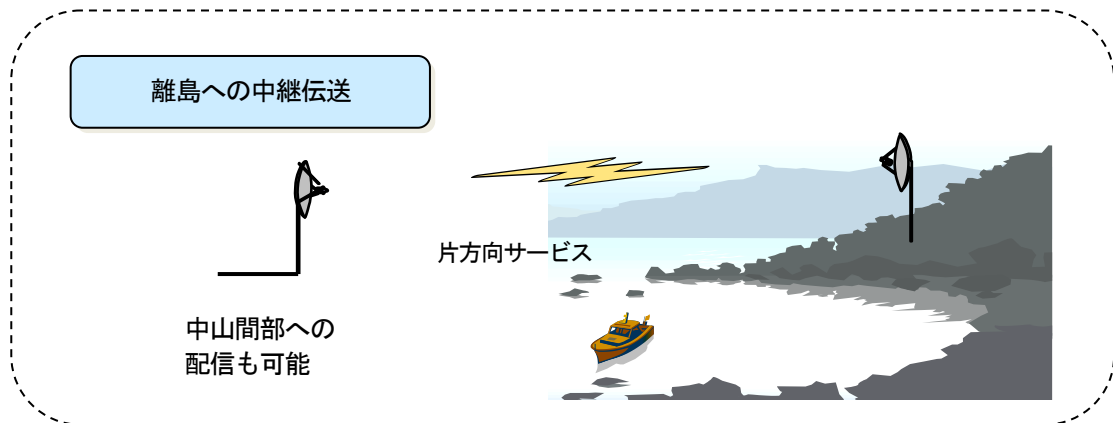 離島への中継伝送
片方向サービス
中山間部への
配信も可能